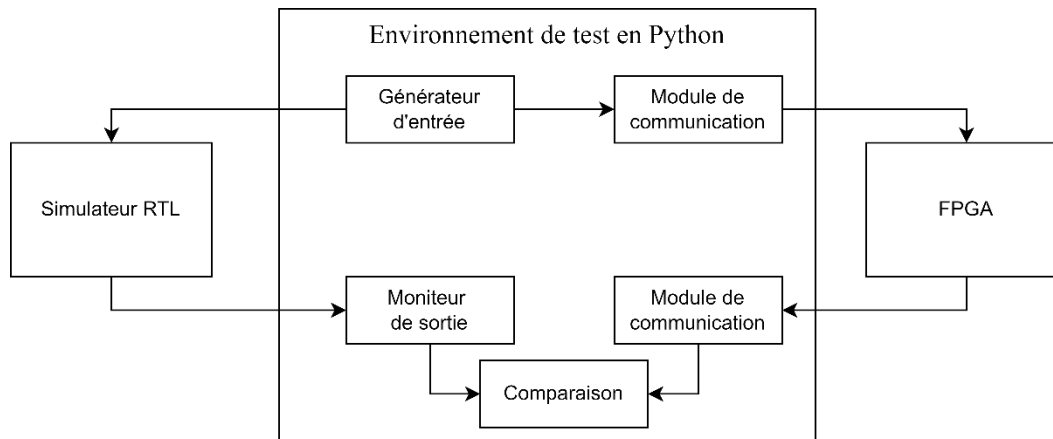 Environnement de test en Python
Générateur
d'entrée
Module de
communication
Simulateur RTL
FPGA
Moniteur
de sortie
Module de
communication
Comparaison